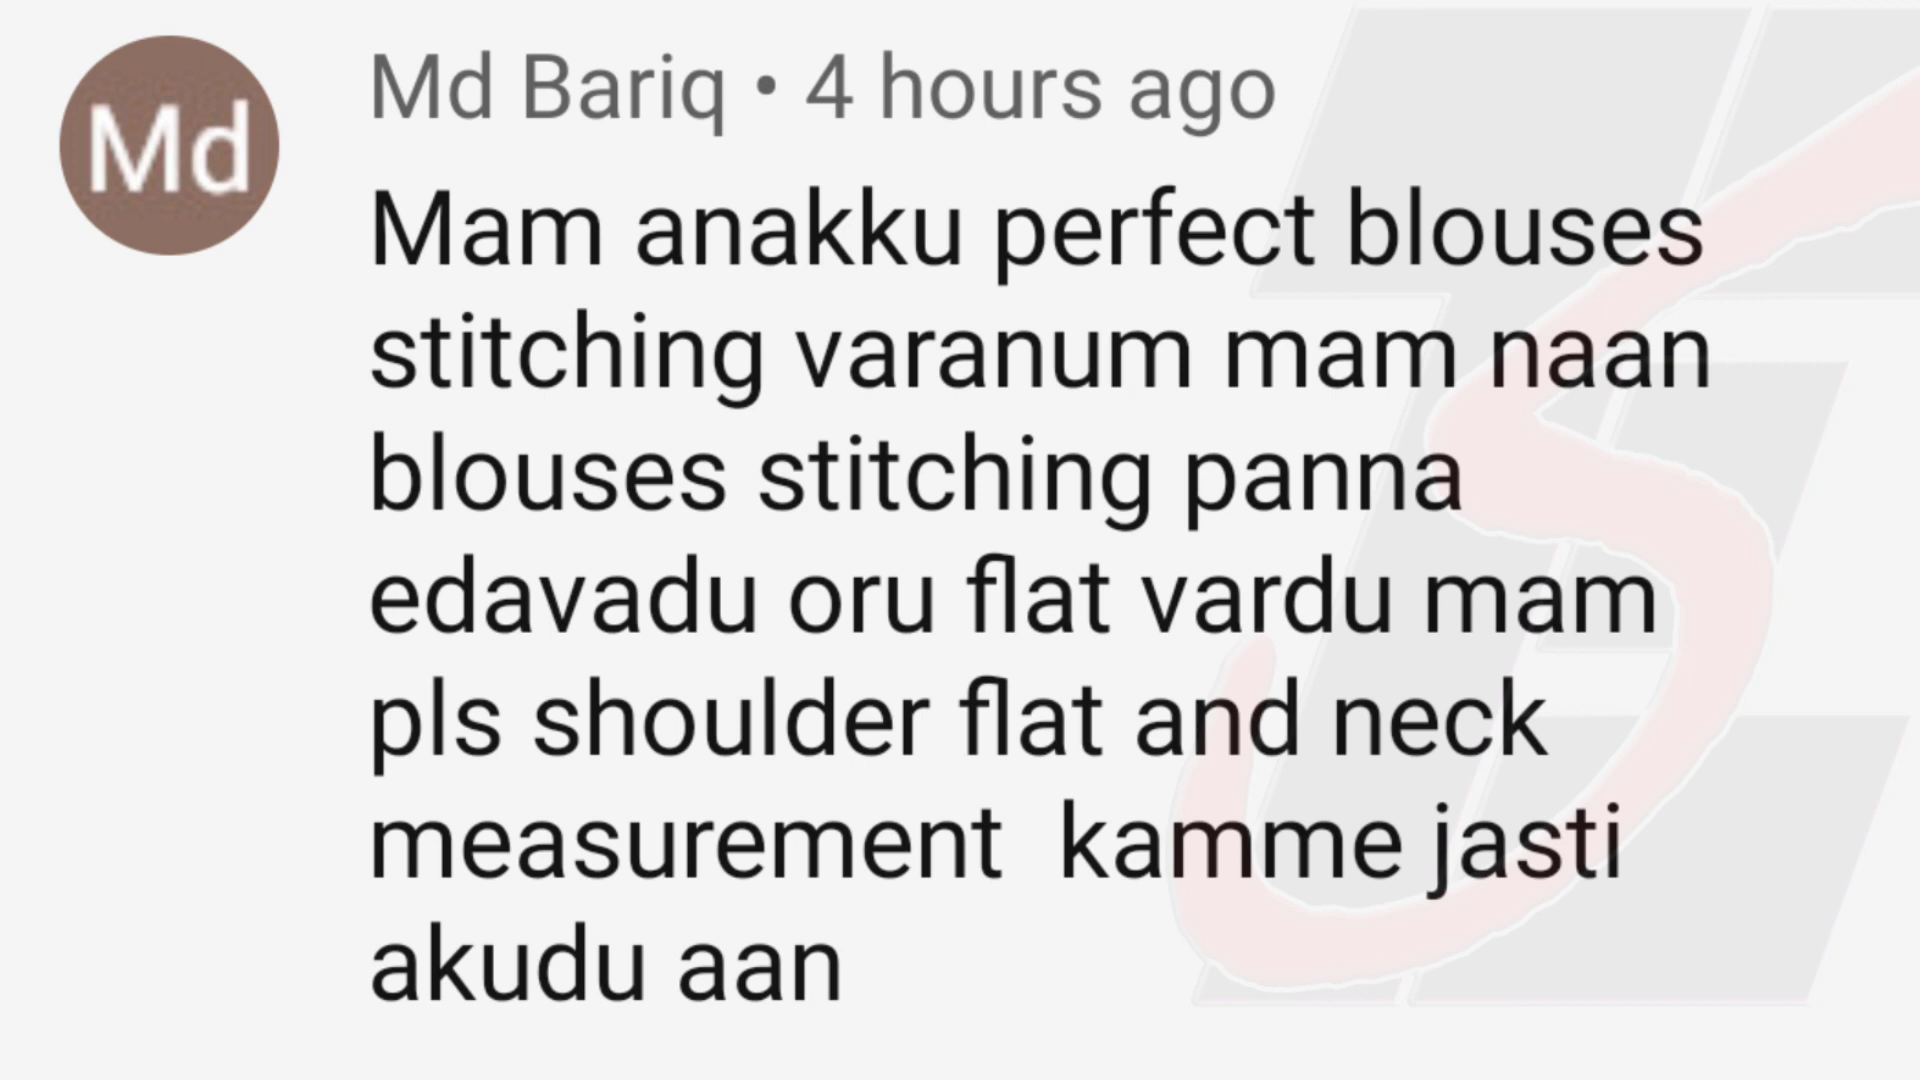 Md
Md Bariq • 4 hours ago
Mam anakku perfect blouses
stitching varanum mam naan
blouses stitching panna
edavadu oru flat vardu mam
pls shoulder flat and neck
measurement  kamme jasti
akudu aan